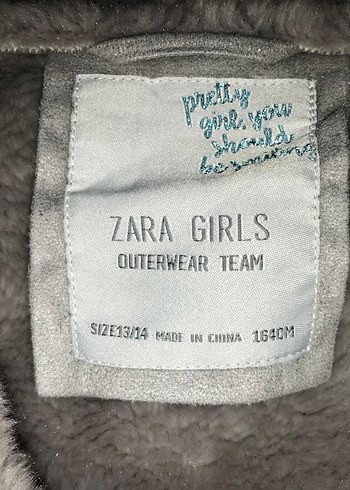 pretty
girl, you
should
be smiling
ZARA GIRLS
OUTERWEAR TEAM
SIZE13/14 MADE IN CHINA 164CM